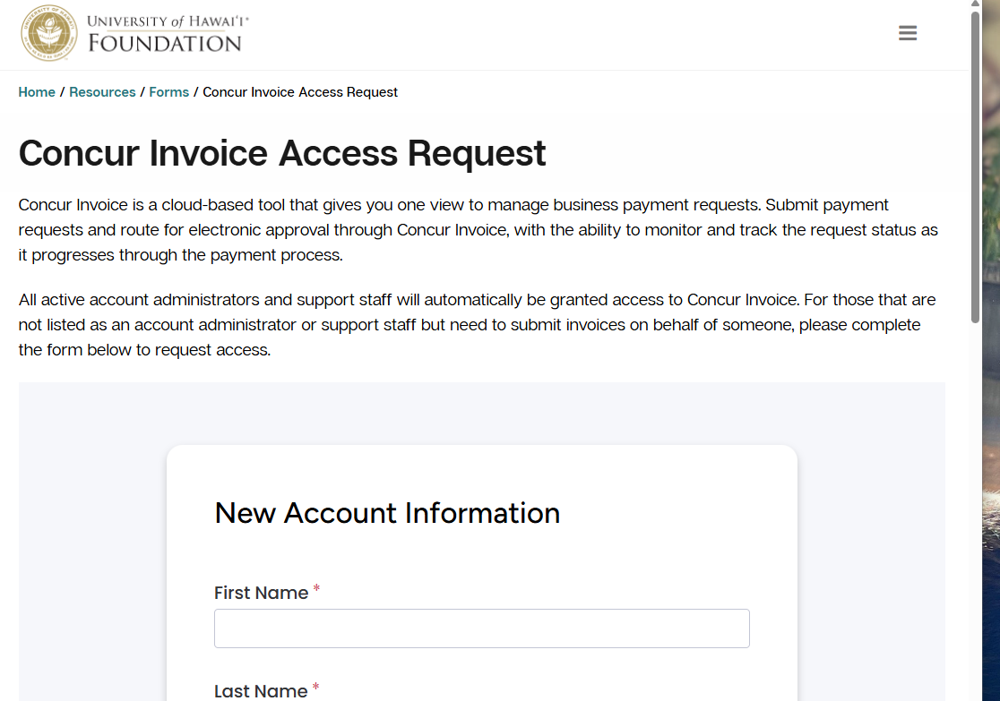 UNIVERSITY of HAWAI'I
FOUNDATION
Home / Resources / Forms / Concur Invoice Access Request
Concur Invoice Access Request
Concur Invoice is a cloud-based tool that gives you one view to manage business payment requests. Submit payment
requests and route for electronic approval through Concur Invoice, with the ability to monitor and track the request status as
it progresses through the payment process.
All active account administrators and support staff will automatically be granted access to Concur Invoice. For those that are
not listed as an account administrator or support staff but need to submit invoices on behalf of someone, please complete
the form below to request access.
New Account Information
First Name *
Last Name *